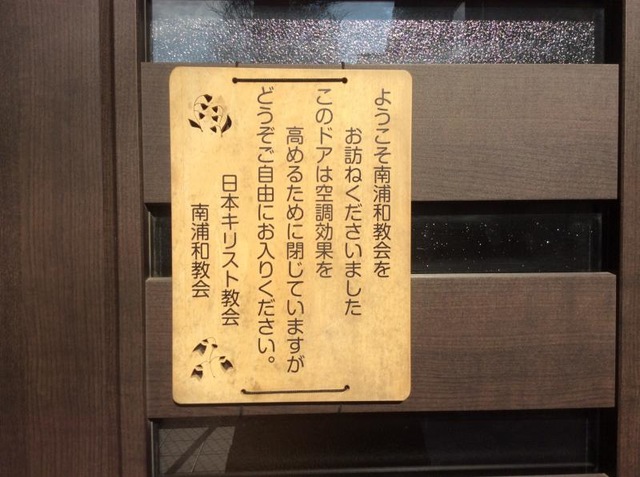 ようこそ南浦和教会を
お訪ねくださいました
このドアは空調効果を
高めるために閉じていますが
どうぞご自由にお入りください。
日本キリスト教会
南浦和教会